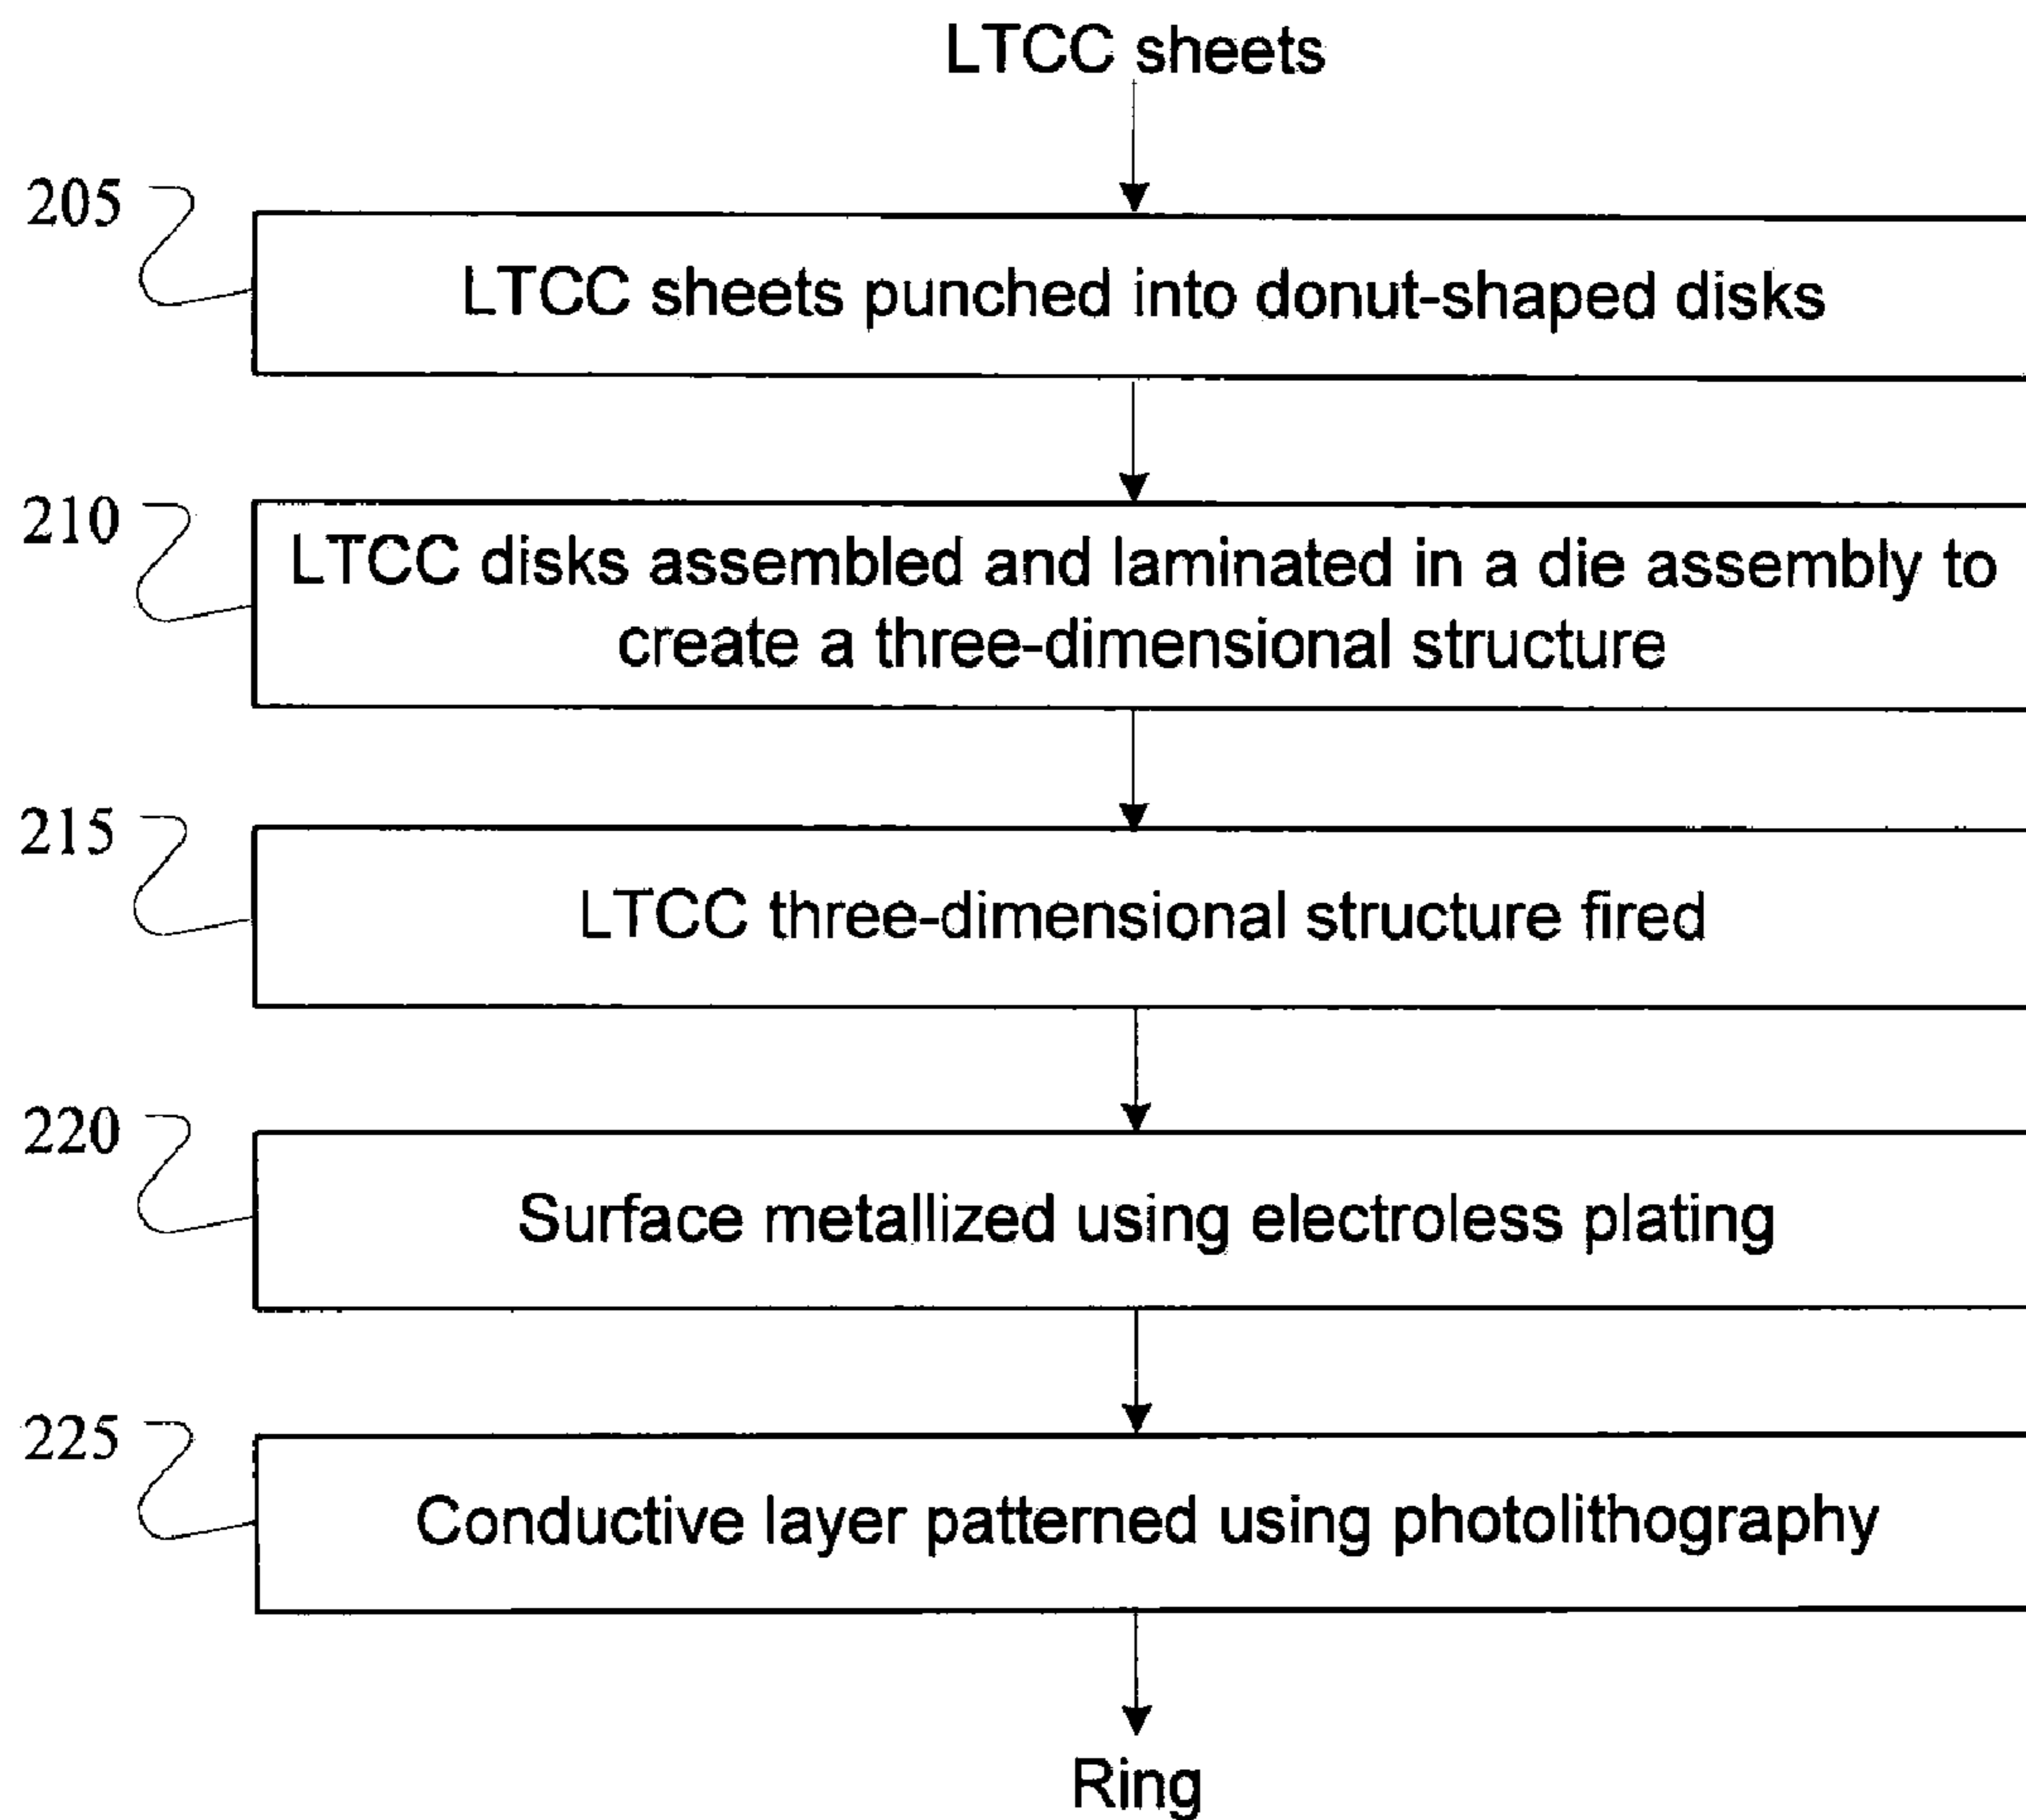 LTCC sheets
205
LTCC sheets punched into donut-shaped disks
210
LTCC disks assembled and laminated in a die assembly to
create a three-dimensional structure
215
LTCC three-dimensional structure fired
220
Surface metallized using electroless plating
225
Conductive layer patterned using photolithography
Ring